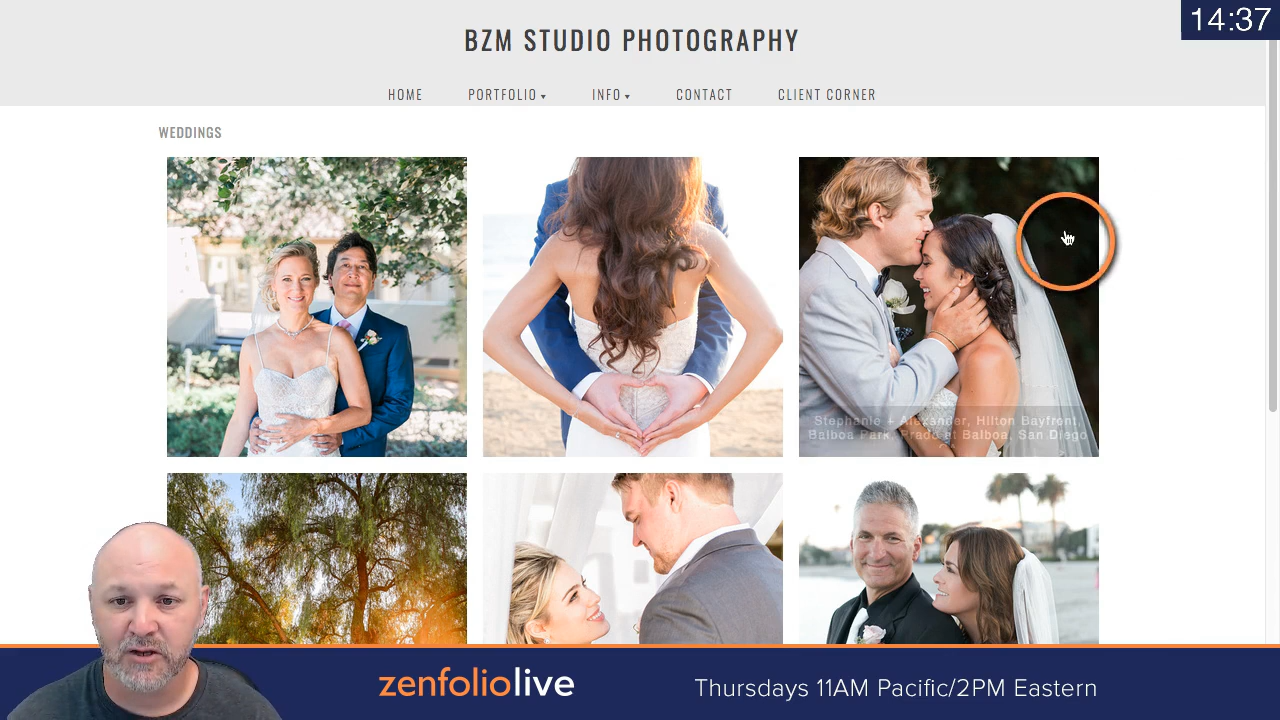 14:37
BZM STUDIO PHOTOGRAPHY
HOME PORTFOLIO INFO CONTACT CLIENT CORNER
WEDDINGS
Stephanie + Alexander, Hilton Bayfront,
Balboa Park, Prado at Balboa, San Diego
zenfoliolive
Thursdays 11AM Pacific/2PM Eastern